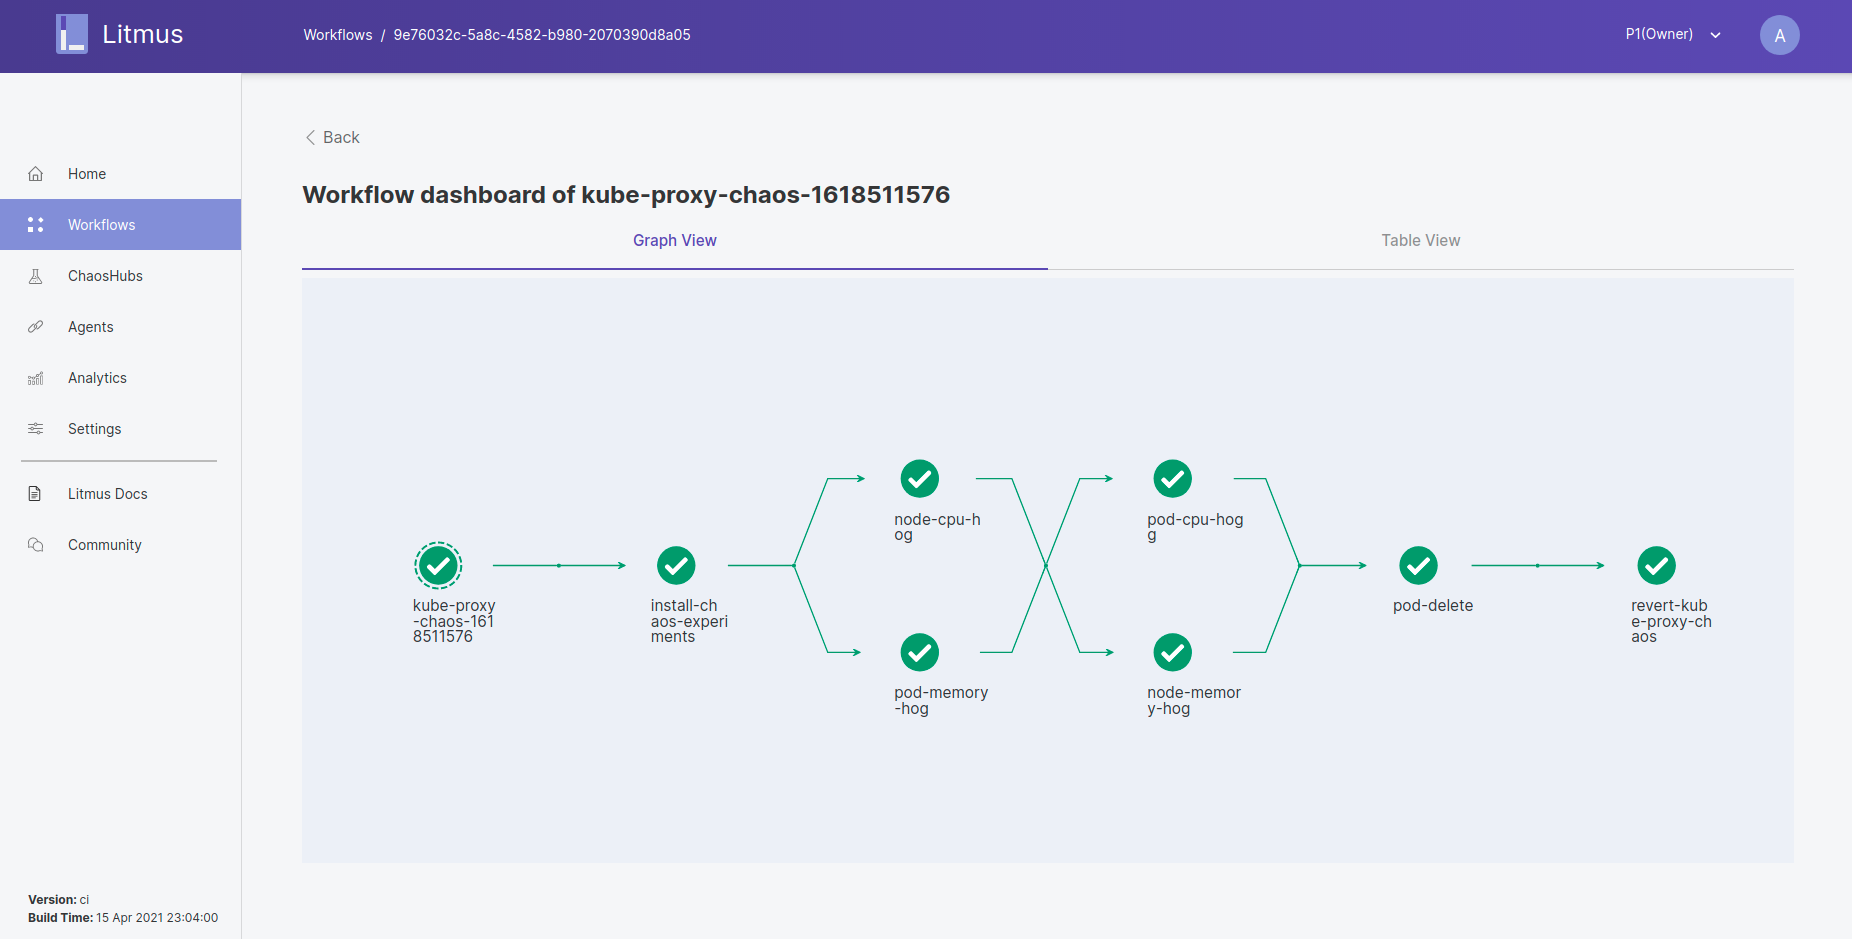 Litmus
Workflows / 9e76032c-5a8c-4582-b980-2070390d8a05
P1(Owner)
A
Home
Workflows
ChaosHubs
Agents
Analytics
Settings
Litmus Docs
Community
Version: ci
Build Time: 15 Apr 2021 23:04:00
Back
Workflow dashboard of kube-proxy-chaos-1618511576
Graph View
Table View
kube-proxy
-chaos-161
8511576
install-ch
aos-experi
ments
node-cpu-h
og
pod-memory
-hog
pod-cpu-hog
g
node-memor
y-hog
pod-delete
revert-kub
e-proxy-ch
aos